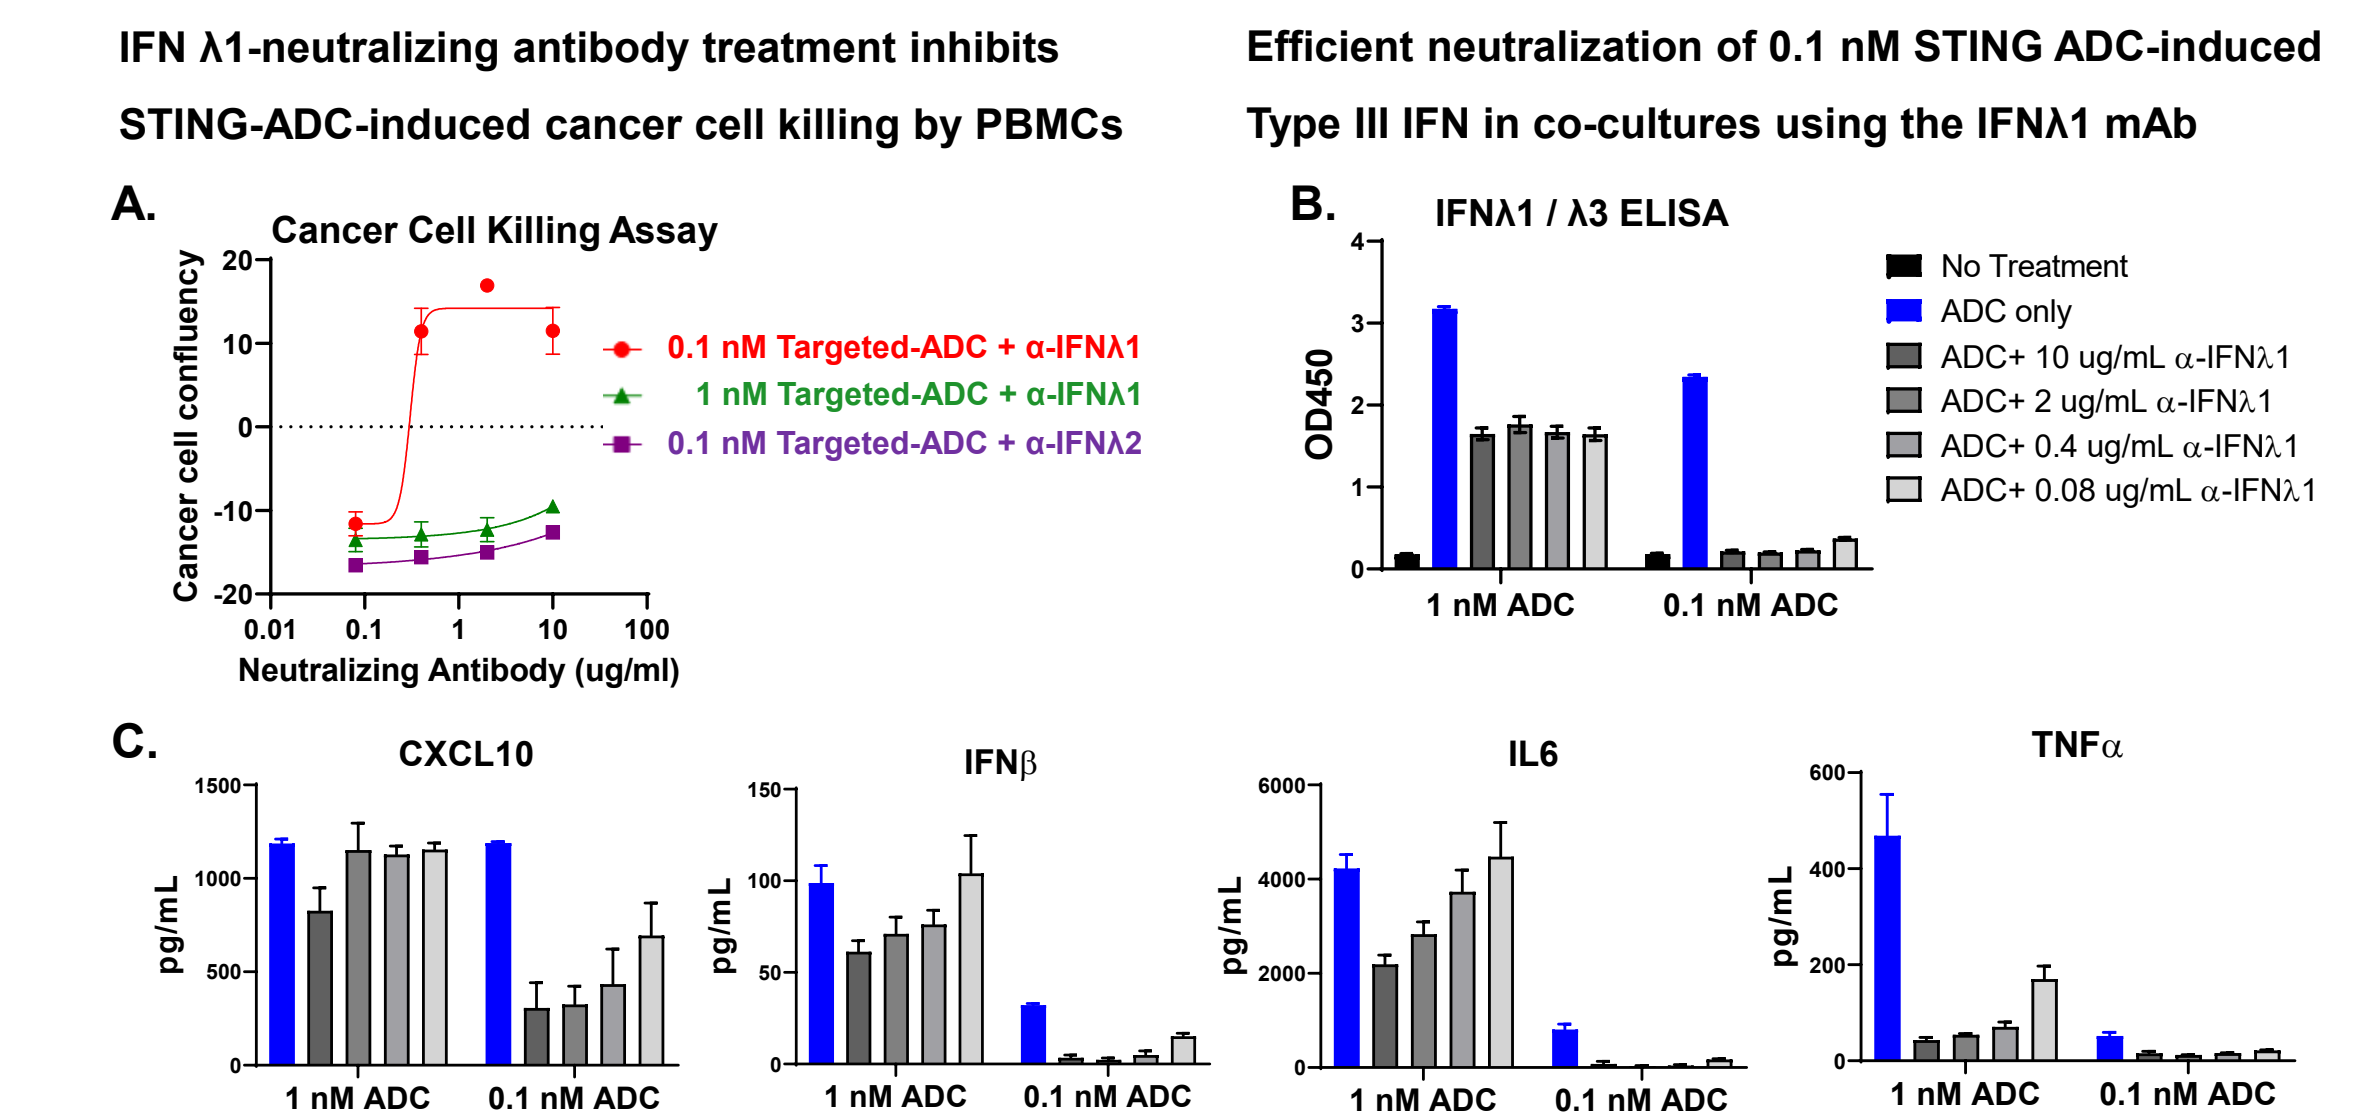 IFN λ1-neutralizing antibody treatment inhibits
STING-ADC-induced cancer cell killing by PBMCs
Efficient neutralization of 0.1 nM STING ADC-induced
Type III IFN in co-cultures using the IFNλ1 mAb
A.
Cancer Cell Killing Assay
Cancer cell confluency
20
10
0
-10
-20
0.01
0.1
1
10
100
Neutralizing Antibody (ug/ml)
0.1 nM Targeted-ADC + α-IFNλ1
1 nM Targeted-ADC + α-IFNλ1
0.1 nM Targeted-ADC + α-IFNλ2
B.
IFNλ1 / λ3 ELISA
OD450
4
3
2
1
0
1 nM ADC
0.1 nM ADC
No Treatment
ADC only
ADC+ 10 ug/mL α-IFNλ1
ADC+ 2 ug/mL α-IFNλ1
ADC+ 0.4 ug/mL α-IFNλ1
ADC+ 0.08 ug/mL α-IFNλ1
C.
CXCL10
pg/mL
1500
1000
500
0
1 nM ADC
0.1 nM ADC
IFNβ
pg/mL
150
100
50
0
1 nM ADC
0.1 nM ADC
IL6
pg/mL
6000
4000
2000
0
1 nM ADC
0.1 nM ADC
TNFα
pg/mL
600
400
200
0
1 nM ADC
0.1 nM ADC